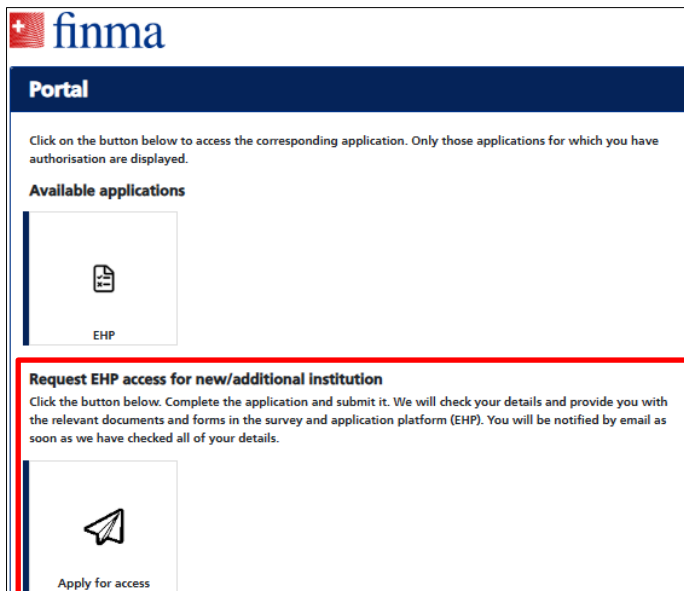 finma
Portal
Click on the button below to access the corresponding application. Only those applications for which you have
authorisation are displayed.
Available applications
EHP
Request EHP access for new/additional institution
Click the button below. Complete the application and submit it. We will check your details and provide you with
the relevant documents and forms in the survey and application platform (EHP). You will be notified by email as
soon as we have checked all of your details.
Apply for access